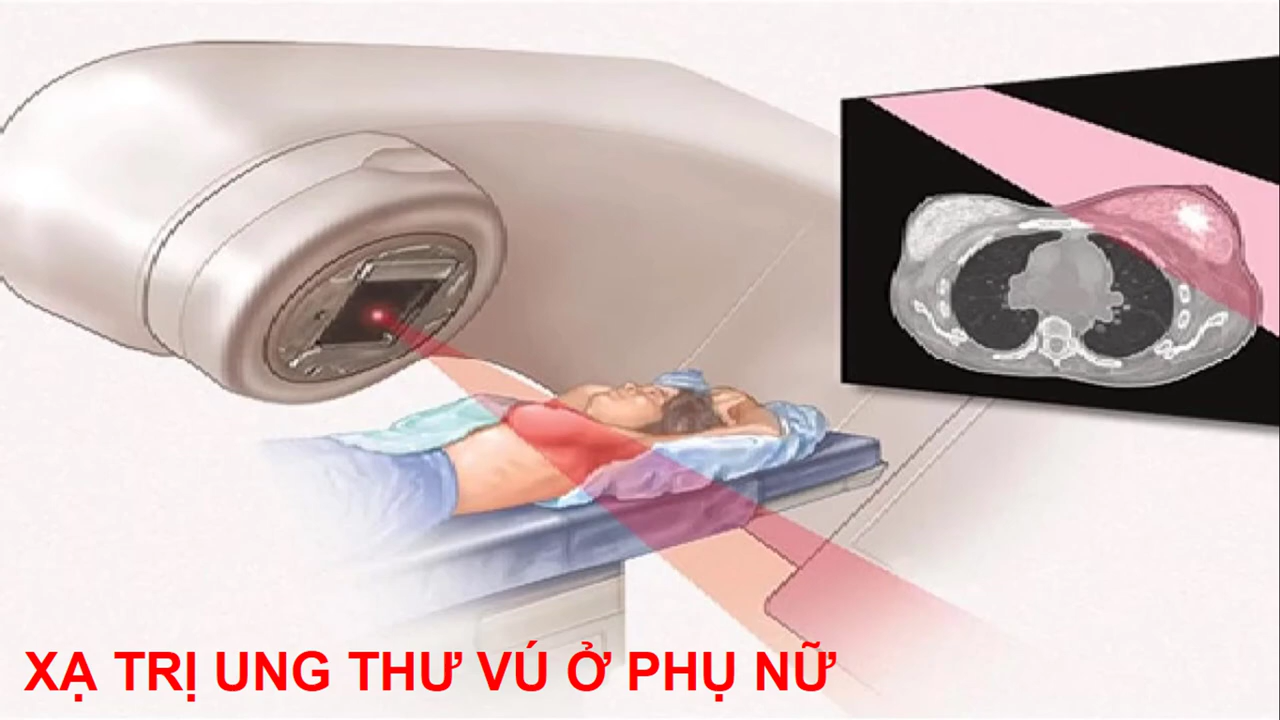 XẠ TRỊ UNG THƯ VÚ Ở PHỤ NỮ